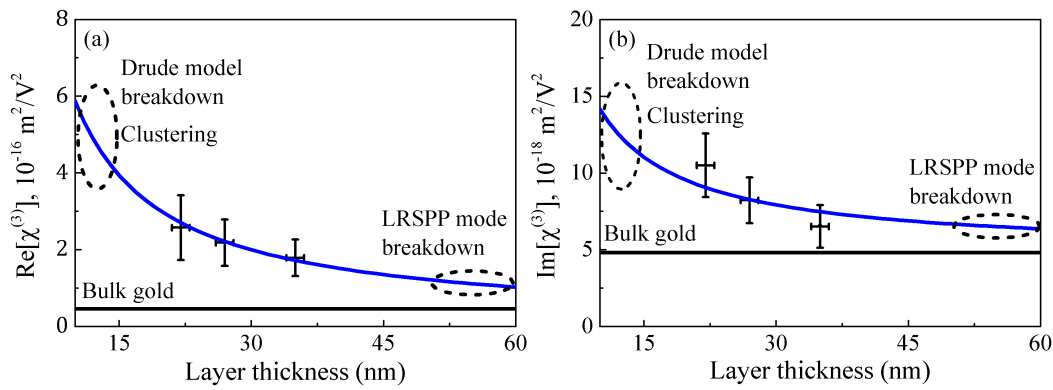 (a)
Drude model
breakdown
Clustering
LRSPP mode
breakdown
Bulk gold
Re[χ(3)], 10-16 m2/V2
8
6
4
2
0
15 30 45 60
Layer thickness (nm)
(b)
Drude model
breakdown
Clustering
LRSPP mode
breakdown
Bulk gold
Im[χ(3)], 10-18 m2/V2
20
15
10
5
0
15 30 45 60
Layer thickness (nm)